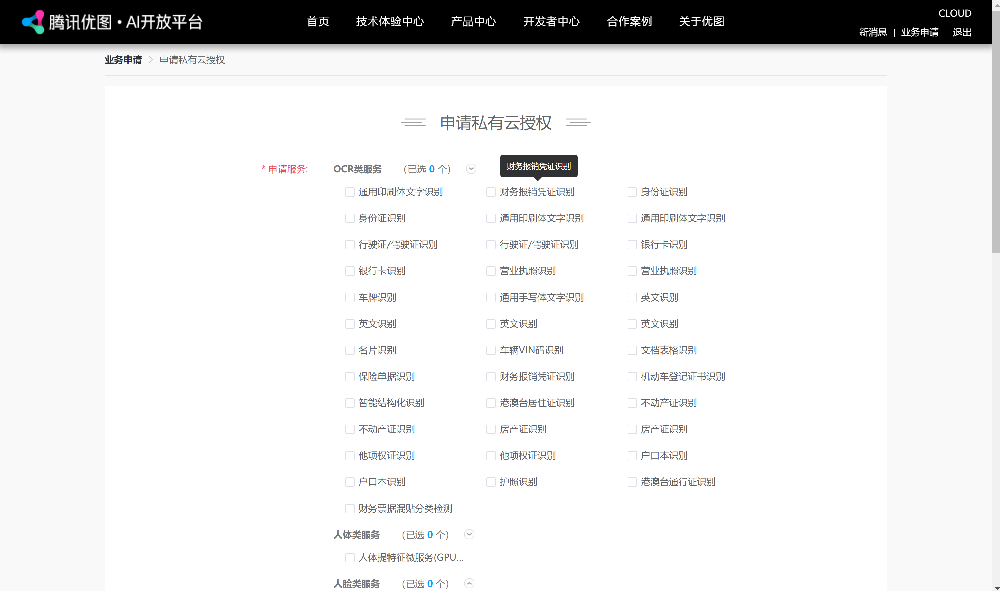 腾讯优图·AI开放平台
首页 技术体验中心 产品中心 开发者中心 合作案例 关于优图
CLOUD
新消息 | 业务申请 | 退出
业务申请 > 申请私有云授权
申请私有云授权
财务报销凭证识别
* 申请服务: OCR类服务 (已选 0 个)
通用印刷体文字识别 财务报销凭证识别 身份证识别
身份证识别 通用印刷体文字识别 通用印刷体文字识别
行驶证/驾驶证识别 行驶证/驾驶证识别 银行卡识别
银行卡识别 营业执照识别 营业执照识别
车牌识别 通用手写体文字识别 英文识别
英文识别 英文识别 英文识别
名片识别 车辆VIN码识别 文档表格识别
保险单据识别 财务报销凭证识别 机动车登记证书识别
智能结构化识别 港澳台居住证识别 不动产证识别
不动产证识别 房产证识别 房产证识别
他项权证识别 他项权证识别 户口本识别
户口本识别 护照识别 港澳台通行证识别
财务票据混贴分类检测
人体类服务 (已选 0 个)
人体提特征微服务(GPU...
人脸类服务 (已选 0 个)